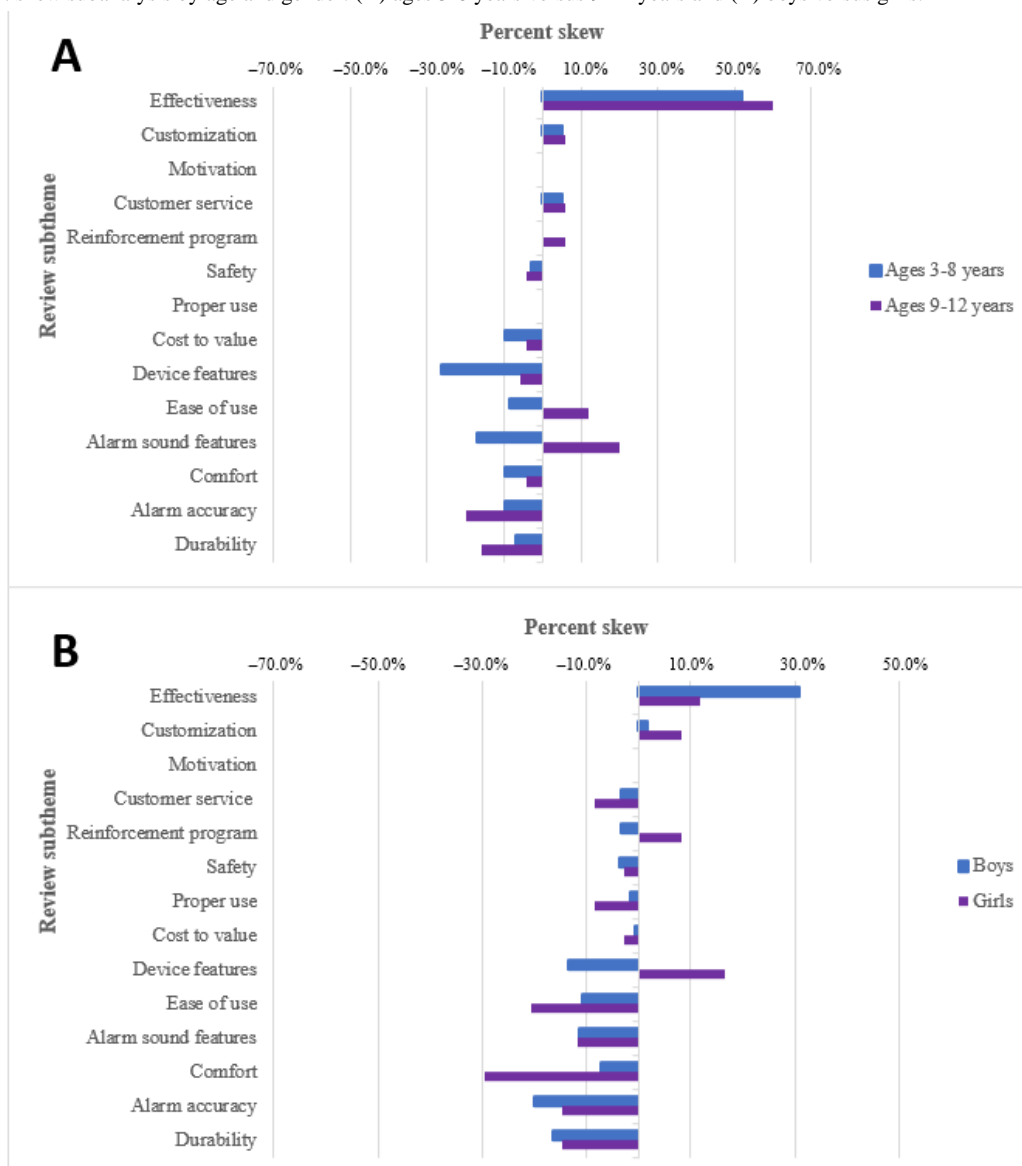 A
Percent skew
−70.0% −50.0% −30.0% −10.0% 10.0% 30.0% 50.0% 70.0%
Review subtheme
Effectiveness
Customization
Motivation
Customer service
Reinforcement program
Safety
Proper use
Cost to value
Device features
Ease of use
Alarm sound features
Comfort
Alarm accuracy
Durability
Ages 3-8 years
Ages 9-12 years
B
Percent skew
−70.0% −50.0% −30.0% −10.0% 10.0% 30.0% 50.0%
Review subtheme
Effectiveness
Customization
Motivation
Customer service
Reinforcement program
Safety
Proper use
Cost to value
Device features
Ease of use
Alarm sound features
Comfort
Alarm accuracy
Durability
Boys
Girls